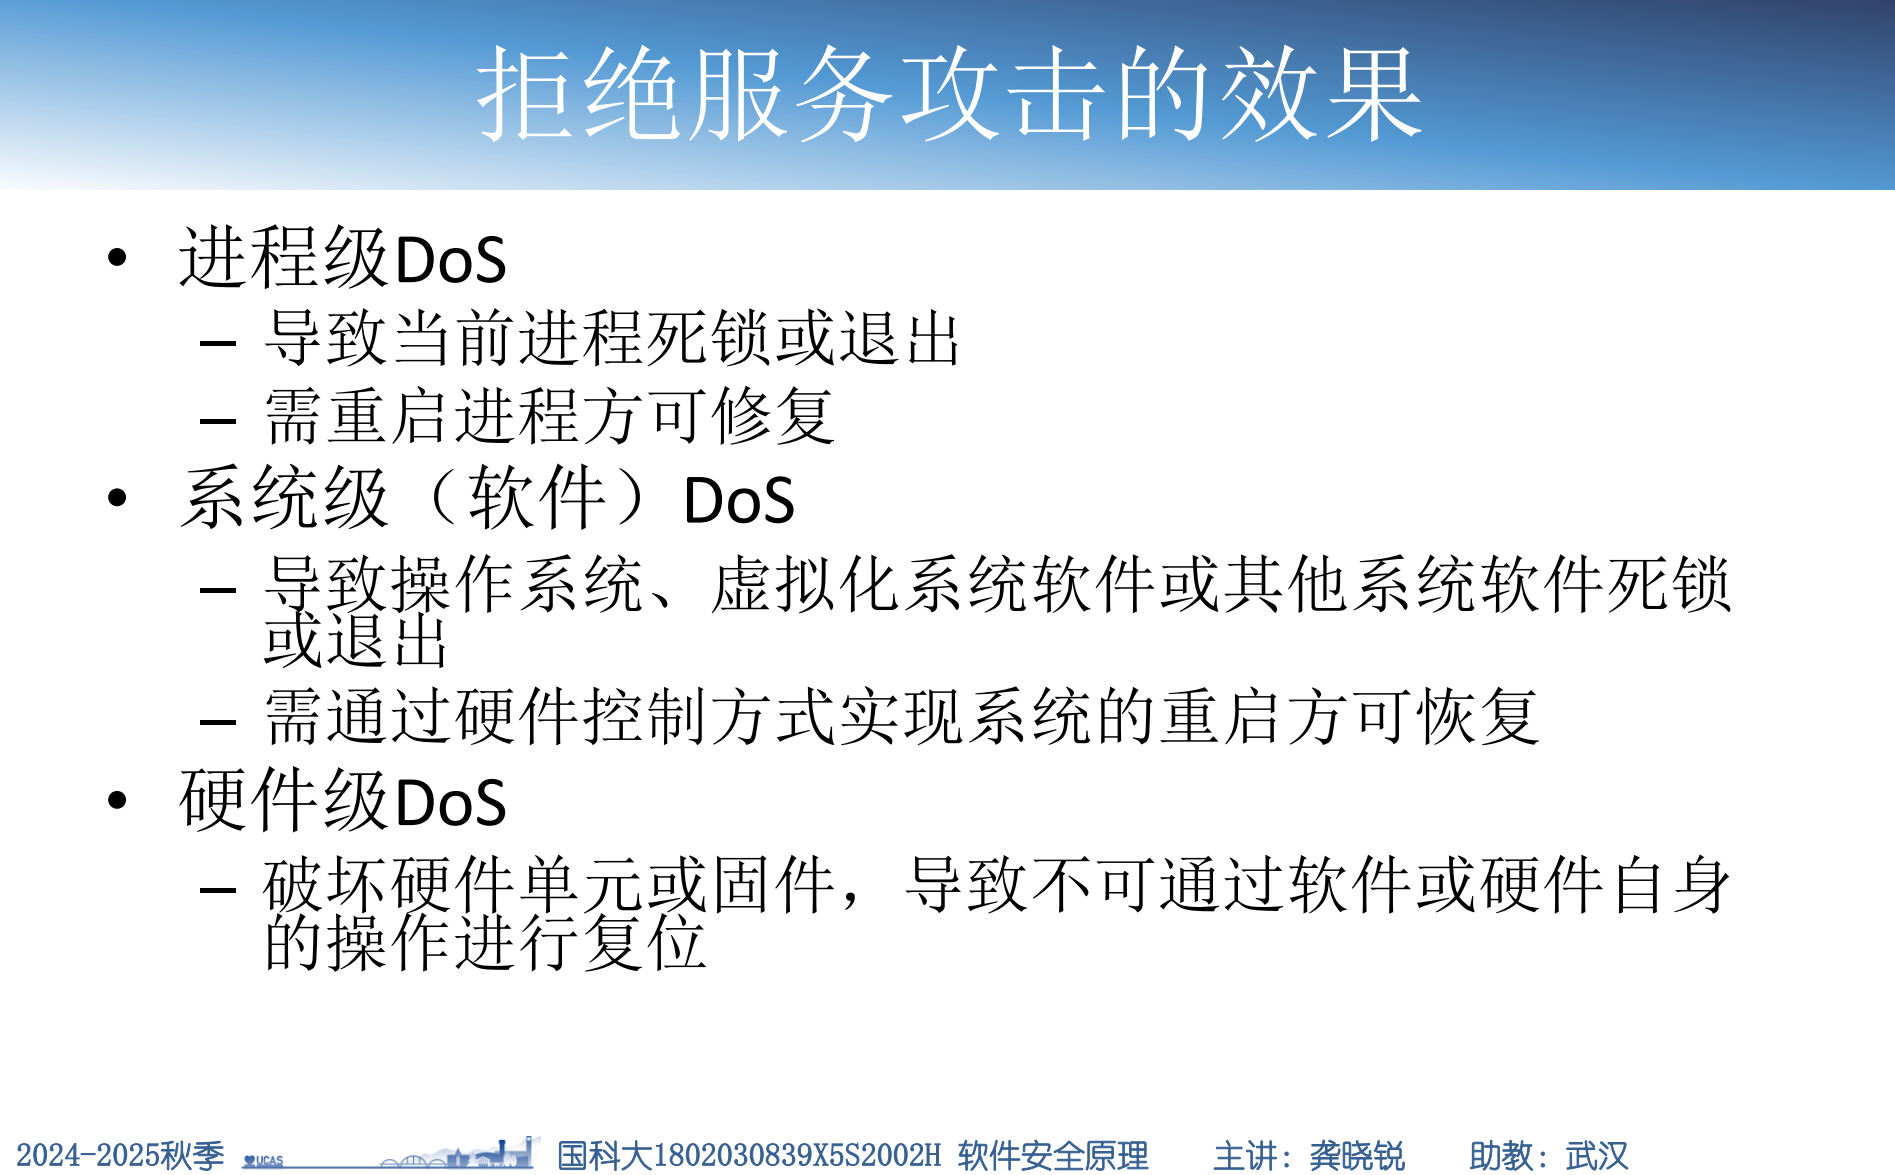 拒绝服务攻击的效果
• 进程级DoS
– 导致当前进程死锁或退出
– 需重启进程方可修复
• 系统级（软件）DoS
– 导致操作系统、虚拟化系统软件或其他系统软件死锁
或退出
– 需通过硬件控制方式实现系统的重启方可恢复
• 硬件级DoS
– 破坏硬件单元或固件，导致不可通过软件或硬件自身
的操作进行复位
2024-2025秋季 UCAS 国科大1802030839X5S2002H 软件安全原理 主讲：龚晓锐 助教：武汉